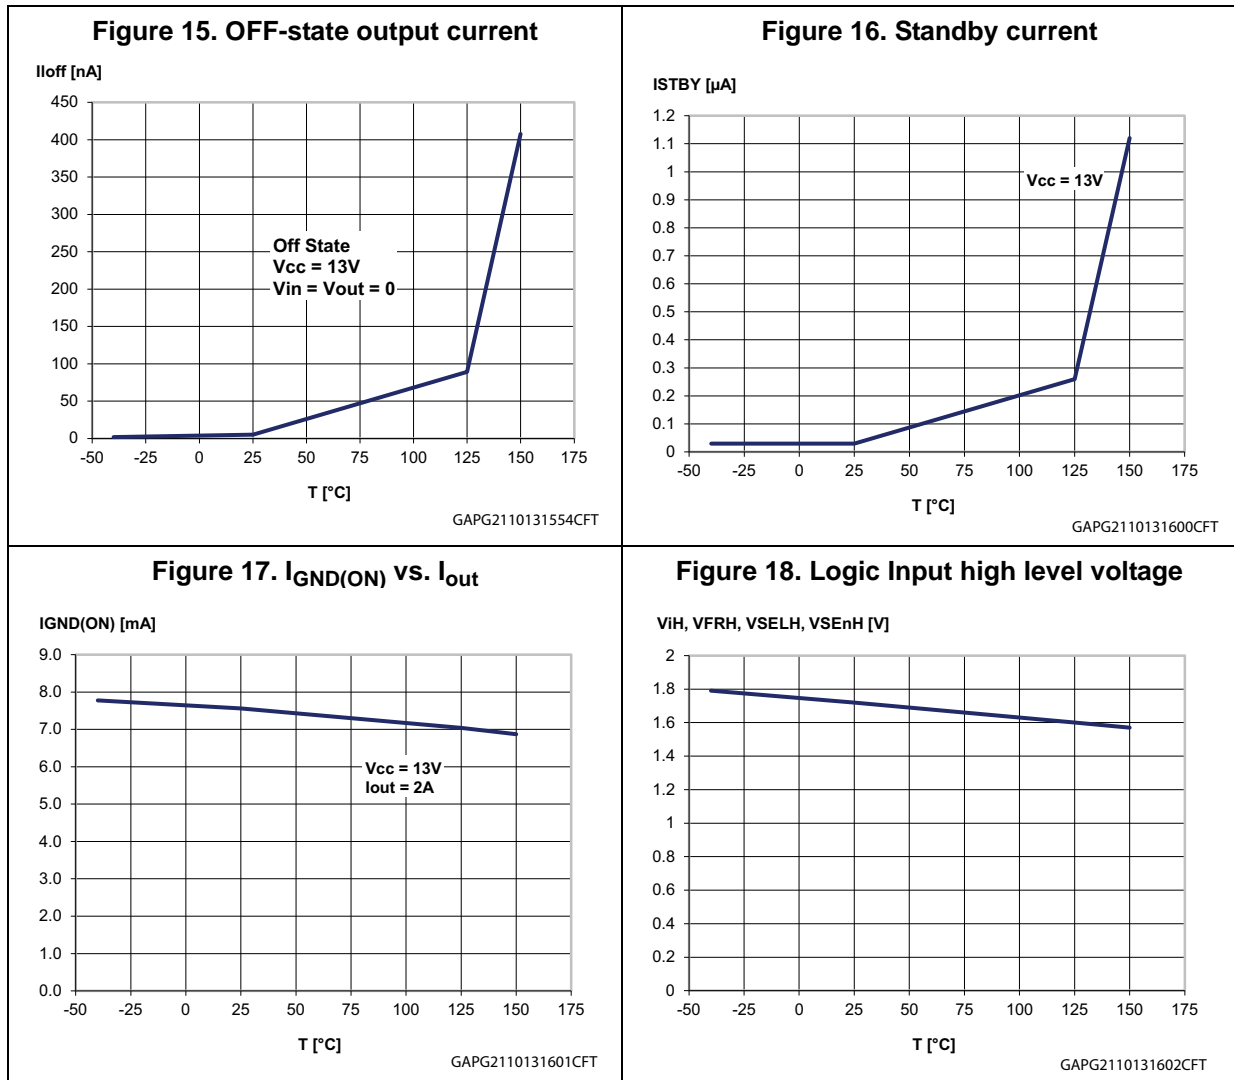 Figure 15. OFF-state output current
Iloff [nA]
450
400
350
300
250
200
150
100
50
0
Off State
Vcc = 13V
Vin = Vout = 0
-50 -25 0 25 50 75 100 125 150 175
T [°C]
GAPG2110131554CFT
Figure 16. Standby current
ISTBY [µA]
1.2
1.1
1
0.9
0.8
0.7
0.6
0.5
0.4
0.3
0.2
0.1
0
Vcc = 13V
-50 -25 0 25 50 75 100 125 150 175
T [°C]
GAPG2110131600CFT
Figure 17. IGND(ON) vs. Iout
IGND(ON) [mA]
9.0
8.0
7.0
6.0
5.0
4.0
3.0
2.0
1.0
0.0
Vcc = 13V
Iout = 2A
-50 -25 0 25 50 75 100 125 150 175
T [°C]
GAPG2110131601CFT
Figure 18. Logic Input high level voltage
ViH, VFRH, VSELH, VSEnH [V]
2
1.8
1.6
1.4
1.2
1
0.8
0.6
0.4
0.2
0
-50 -25 0 25 50 75 100 125 150 175
T [°C]
GAPG2110131602CFT